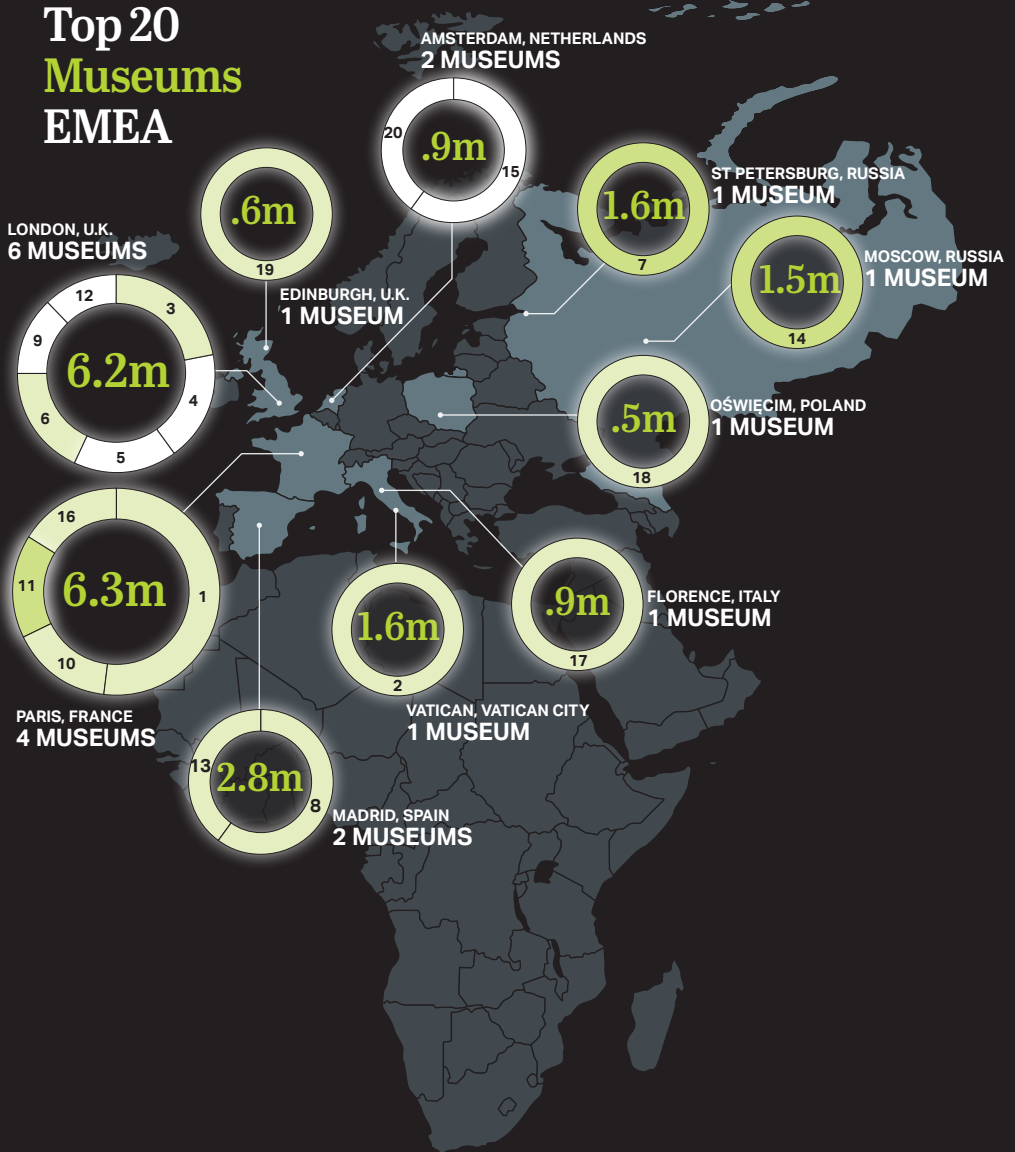 Top 20
Museums
EMEA
AMSTERDAM, NETHERLANDS
2 MUSEUMS
20
.9m
15
.6m
19
EDINBURGH, U.K.
1 MUSEUM
ST PETERSBURG, RUSSIA
1 MUSEUM
1.6m
7
MOSCOW, RUSSIA
1 MUSEUM
1.5m
14
LONDON, U.K.
6 MUSEUMS
12
3
9
6.2m
4
6
5
OŚWIĘCIM, POLAND
1 MUSEUM
.5m
18
16
11
6.3m
1
10
PARIS, FRANCE
4 MUSEUMS
1.6m
2
VATICAN, VATICAN CITY
1 MUSEUM
.9m
17
FLORENCE, ITALY
1 MUSEUM
13
2.8m
8
MADRID, SPAIN
2 MUSEUMS